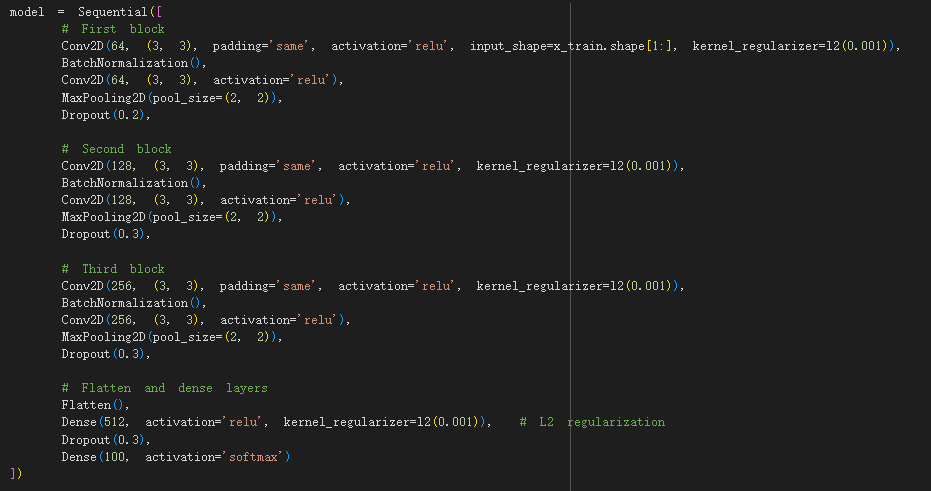 model = Sequential([
# First block
Conv2D(64, (3, 3), padding='same', activation='relu', input_shape=x_train.shape[1:], kernel_regularizer=l2(0.001)),
BatchNormalization(),
Conv2D(64, (3, 3), activation='relu'),
MaxPooling2D(pool_size=(2, 2)),
Dropout(0.2),
# Second block
Conv2D(128, (3, 3), padding='same', activation='relu', kernel_regularizer=l2(0.001)),
BatchNormalization(),
Conv2D(128, (3, 3), activation='relu'),
MaxPooling2D(pool_size=(2, 2)),
Dropout(0.3),
# Third block
Conv2D(256, (3, 3), padding='same', activation='relu', kernel_regularizer=l2(0.001)),
BatchNormalization(),
Conv2D(256, (3, 3), activation='relu'),
MaxPooling2D(pool_size=(2, 2)),
Dropout(0.3),
# Flatten and dense layers
Flatten(),
Dense(512, activation='relu', kernel_regularizer=l2(0.001)), # L2 regularization
Dropout(0.3),
Dense(100, activation='softmax')
])